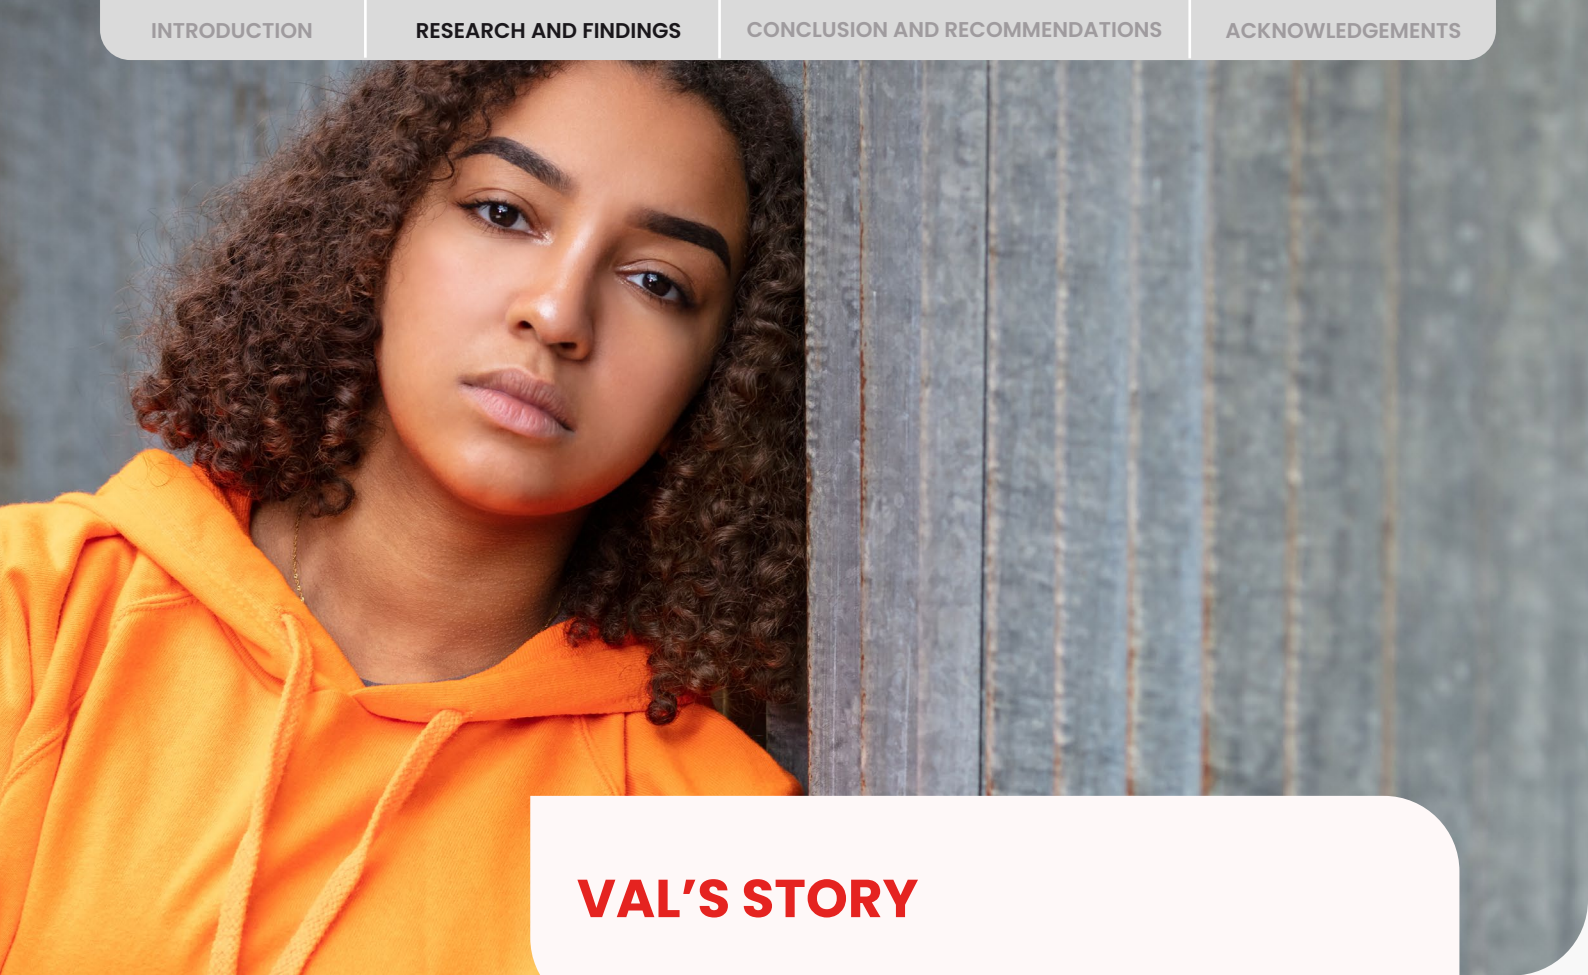 INTRODUCTION
RESEARCH AND FINDINGS
CONCLUSION AND RECOMMENDATIONS
ACKNOWLEDGEMENTS
VAL’S STORY